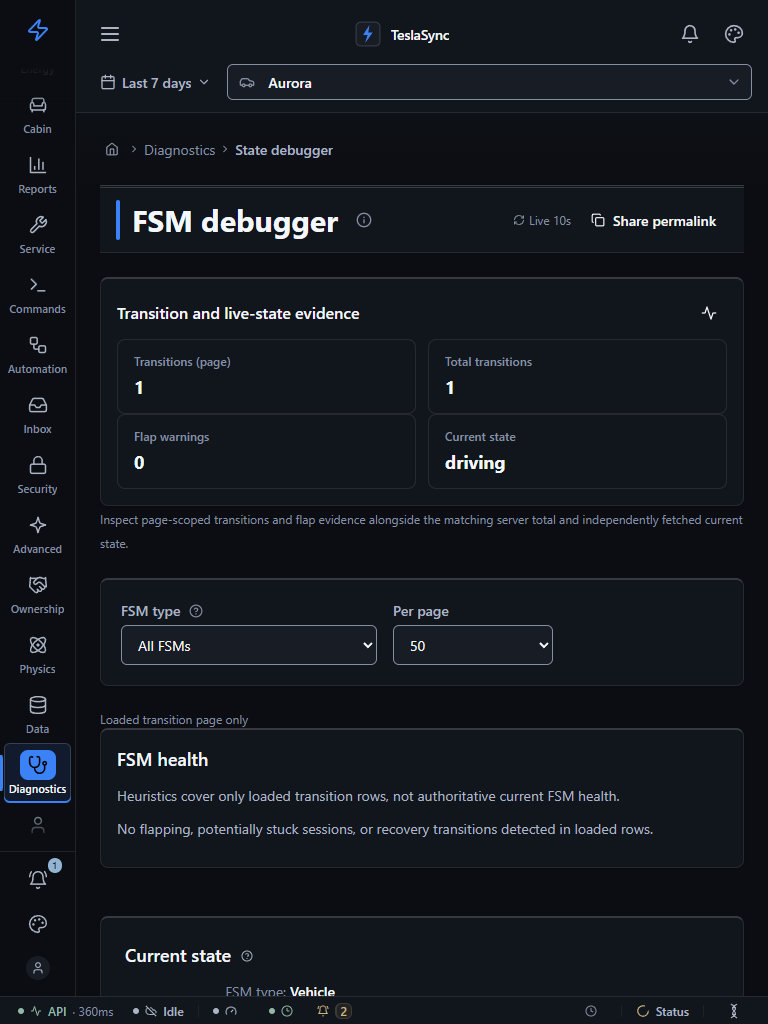 TeslaSync
Last 7 days
Aurora
Energy
Cabin
Reports
Service
Commands
Automation
Inbox
Security
Advanced
Ownership
Physics
Data
Diagnostics
1
Diagnostics
State debugger
FSM debugger
Live 10s
Share permalink
Transition and live-state evidence
Transitions (page)
1
Total transitions
1
Flap warnings
0
Current state
driving
Inspect page-scoped transitions and flap evidence alongside the matching server total and independently fetched current
state.
FSM type
Per page
All FSMs
50
Loaded transition page only
FSM health
Heuristics cover only loaded transition rows, not authoritative current FSM health.
No flapping, potentially stuck sessions, or recovery transitions detected in loaded rows.
Current state
FSM type: Vehicle
API · 360ms
Idle
2
Status